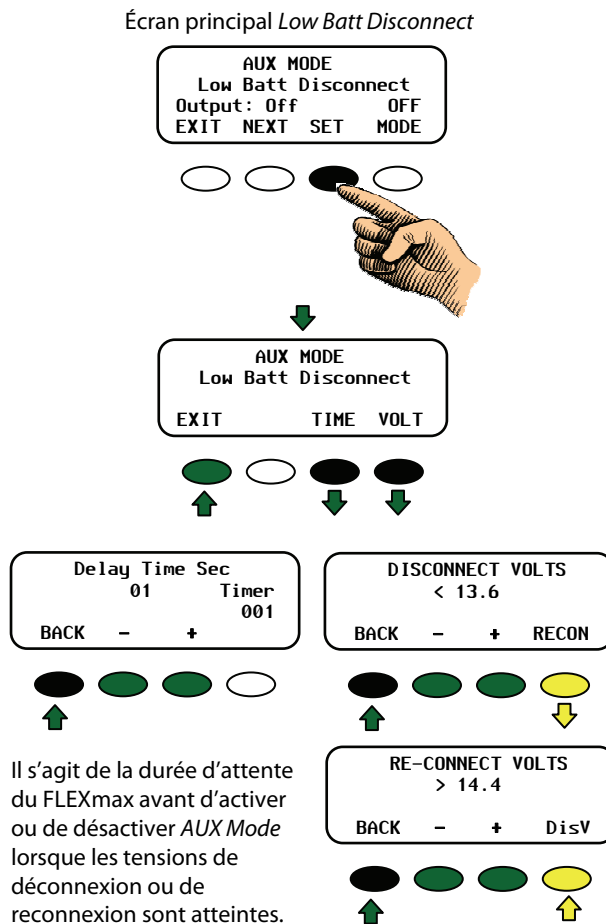 Écran principal Low Batt Disconnect
AUX MODE
Low Batt Disconnect
Output: Off OFF
EXIT NEXT SET MODE
AUX MODE
Low Batt Disconnect
EXIT TIME VOLT
Delay Time Sec
01 Timer
001
BACK - +
DISCONNECT VOLTS
< 13.6
BACK - + RECON
Il s’agit de la durée d’attente
du FLEXmax avant d’activer
ou de désactiver AUX Mode
lorsque les tensions de
déconnexion ou de
reconnexion sont atteintes.
RE-CONNECT VOLTS
> 14.4
BACK - + DisV